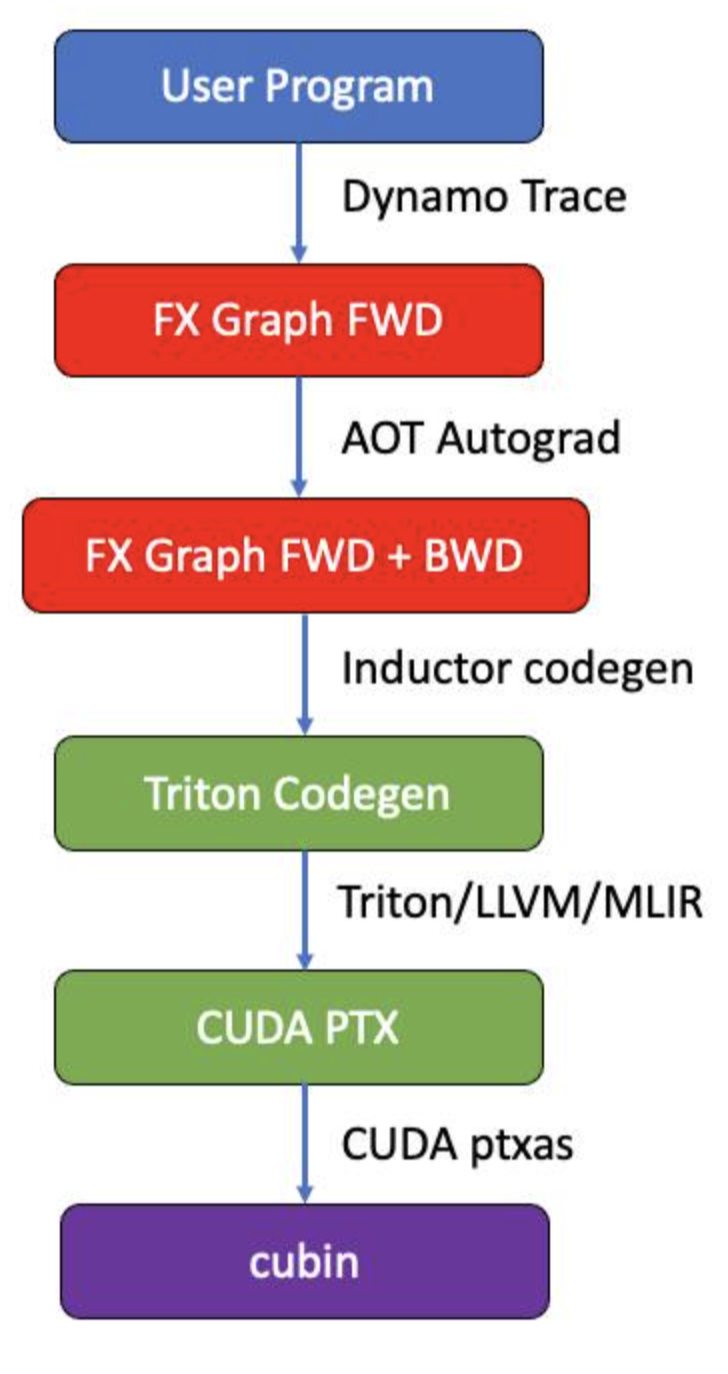 User Program
Dynamo Trace
FX Graph FWD
AOT Autograd
FX Graph FWD + BWD
Inductor codegen
Triton Codegen
Triton/LLVM/MLIR
CUDA PTX
CUDA ptxas
cubin